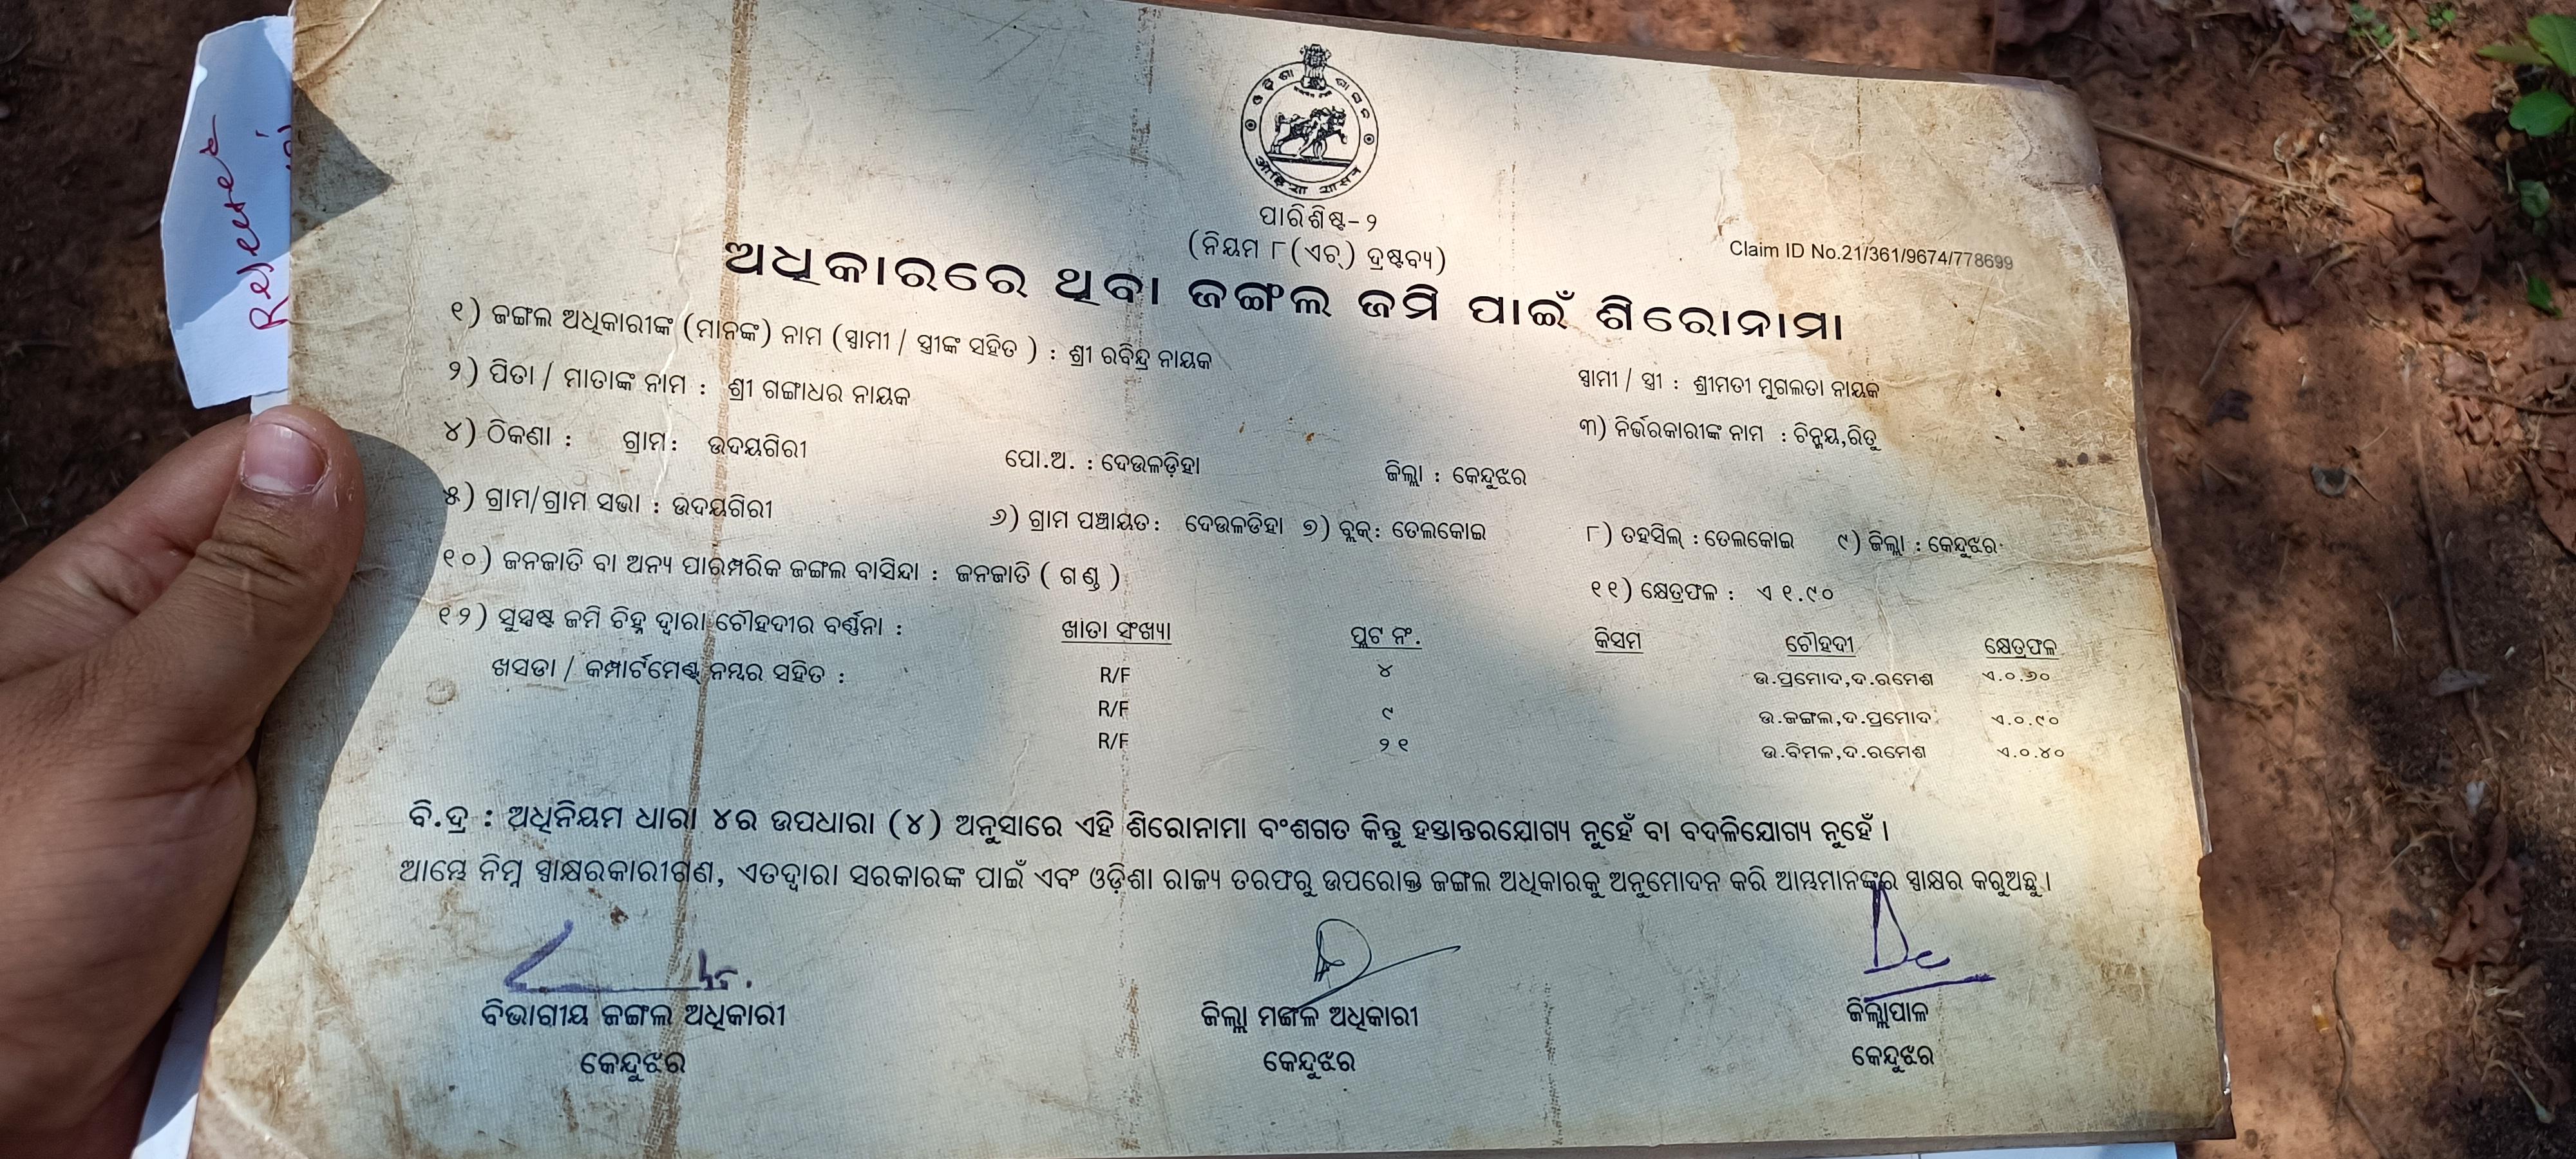 ଓଡ଼ିଶା ଶାସନ
ओड़िशा शासन
ପାରିଶିଷ୍ଟ-୨
(ନିୟମ ୮(ଏଚ୍) ଦ୍ରଷ୍ଟବ୍ୟ)
Claim ID No.21/361/9674/778699
ଅଧିକାରରେ ଥିବା ଜଙ୍ଗଲ ଜମି ପାଇଁ ଶିରୋନାମା
୧) ଜଙ୍ଗଲ ଅଧିକାରୀଙ୍କ (ମାନଙ୍କ) ନାମ (ସ୍ୱାମୀ / ସ୍ତ୍ରୀଙ୍କ ସହିତ ) : ଶ୍ରୀ ରବିନ୍ଦ୍ର ନାୟକ ସ୍ୱାମୀ / ସ୍ତ୍ରୀ : ଶ୍ରୀମତୀ ମୁଗଲତା ନାୟକ
୨) ପିତା / ମାତାଙ୍କ ନାମ : ଶ୍ରୀ ଗଙ୍ଗାଧର ନାୟକ ୩) ନିର୍ଭରକାରୀଙ୍କ ନାମ : ଚିନ୍ମୟ,ରିତୁ
୪) ଠିକଣା : ଗ୍ରାମ: ଉଦୟଗିରୀ ପୋ.ଅ. : ଦେଉଳଡ଼ିହା ଜିଲ୍ଲା : କେନ୍ଦୁଝର
୫) ଗ୍ରାମ/ଗ୍ରାମ ସଭା : ଉଦୟଗିରୀ ୬) ଗ୍ରାମ ପଞ୍ଚାୟତ: ଦେଉଳଡିହା ୭) ବ୍ଲକ୍: ତେଲକୋଇ ୮) ତହସିଲ୍ : ତେଲକୋଇ ୯) ଜିଲ୍ଲା : କେନ୍ଦୁଝର
୧୦) ଜନଜାତି ବା ଅନ୍ୟ ପାରମ୍ପରିକ ଜଙ୍ଗଲ ବାସିନ୍ଦା : ଜନଜାତି ( ଗଣ୍ଡ ) ୧୧) କ୍ଷେତ୍ରଫଳ : ଏ ୧.୯୦
୧୨) ସୁସ୍ପଷ୍ଟ ଜମି ଚିହ୍ନ ଦ୍ୱାରା ଚୌହଦୀର ବର୍ଣ୍ଣନା : ଖାତା ସଂଖ୍ୟା ପ୍ଲଟ ନଂ. କିସମ ଚୌହଦୀ କ୍ଷେତ୍ରଫଳ
ଖସଡା / କମ୍ପାର୍ଟମେଣ୍ଟ ନମ୍ବର ସହିତ : R/F ୪ ଉ.ପ୍ରମୋଦ,ଦ.ରମେଶ ଏ.୦.୬୦
R/F ୯ ଉ.ଜଙ୍ଗଲ,ଦ.ପ୍ରମୋଦ ଏ.୦.୯୦
R/F ୨୧ ଉ.ବିମଳ,ଦ.ରମେଶ ଏ.୦.୪୦
ବି.ଦ୍ର : ଅଧିନିୟମ ଧାରା ୪ର ଉପଧାରା (୪) ଅନୁସାରେ ଏହି ଶିରୋନାମା ବଂଶଗତ କିନ୍ତୁ ହସ୍ତାନ୍ତରଯୋଗ୍ୟ ନୁହେଁ ବା ବଦଳିଯୋଗ୍ୟ ନୁହେଁ ।
ଆମ୍ଭେ ନିମ୍ନ ସ୍ୱାକ୍ଷରକାରୀଗଣ, ଏତଦ୍ୱାରା ସରକାରଙ୍କ ପାଇଁ ଏବଂ ଓଡ଼ିଶା ରାଜ୍ୟ ତରଫରୁ ଉପରୋକ୍ତ ଜଙ୍ଗଲ ଅଧିକାରକୁ ଅନୁମୋଦନ କରି ଆମ୍ଭମାନଙ୍କର ସ୍ୱାକ୍ଷର କରୁଅଛୁ ।
ବିଭାଗୀୟ ଜଙ୍ଗଲ ଅଧିକାରୀ ଜିଲ୍ଲା ମଙ୍ଗଳ ଅଧିକାରୀ ଜିଲ୍ଲାପାଳ
କେନ୍ଦୁଝର କେନ୍ଦୁଝର କେନ୍ଦୁଝର